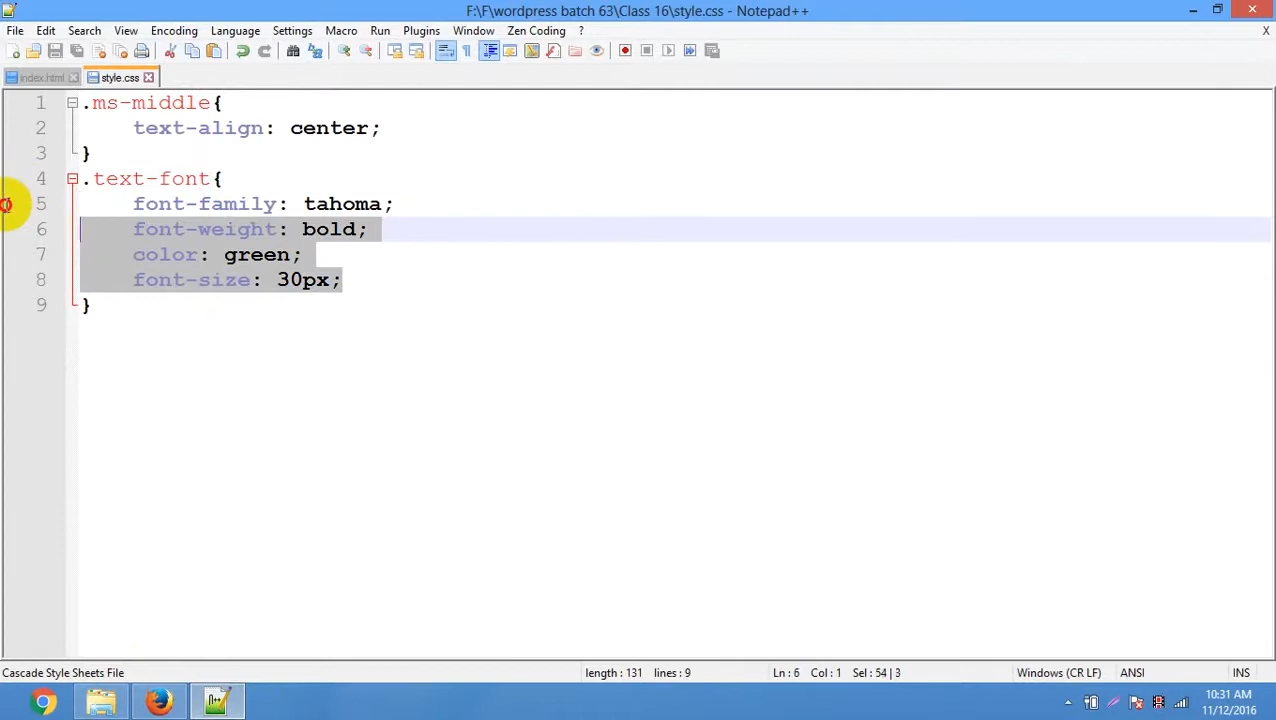 F:\F\wordpress batch 63\Class 16\style.css - Notepad++
File Edit Search View Encoding Language Settings Macro Run Plugins Window Zen Coding ? X
index.html style.css
1 .ms-middle{
2 text-align: center;
3 }
4 .text-font{
5 font-family: tahoma;
6 font-weight: bold;
7 color: green;
8 font-size: 30px;
9 }
Cascade Style Sheets File length : 131 lines : 9 Ln : 6 Col : 1 Sel : 54 | 3 Windows (CR LF) ANSI INS
10:31 AM
11/12/2016